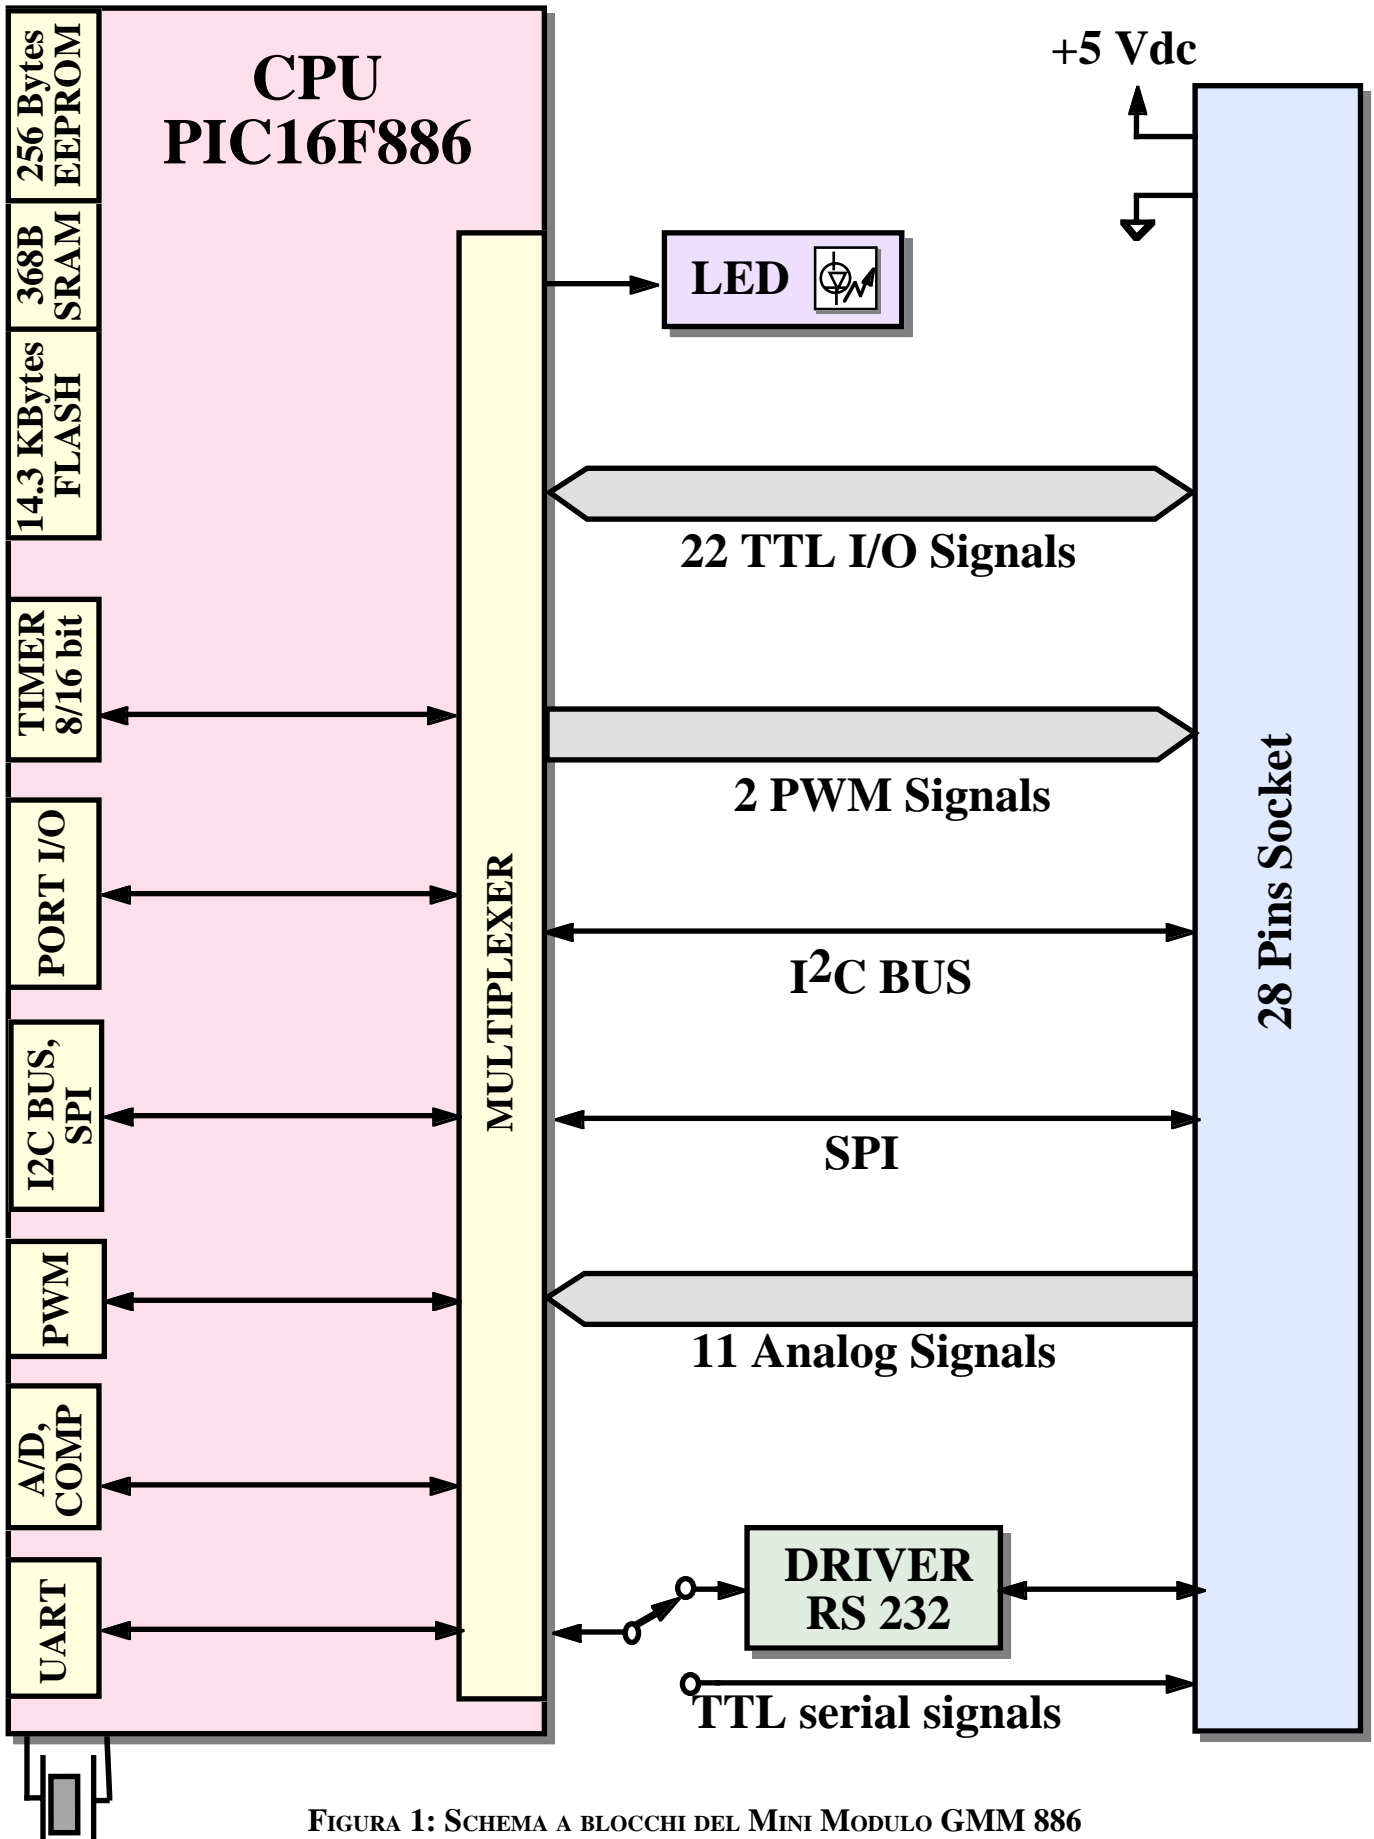 256 Bytes
EEPROM
368B
SRAM
14.3 KBytes
FLASH
TIMER
8/16 bit
PORT I/O
I2C BUS,
SPI
PWM
A/D,
COMP
UART
CPU
PIC16F886
MULTIPLEXER
LED
+5 Vdc
22 TTL I/O Signals
2 PWM Signals
I2C BUS
SPI
11 Analog Signals
DRIVER
RS 232
TTL serial signals
28 Pins Socket
FIGURA 1: SCHEMA A BLOCCHI DEL MINI MODULO GMM 886